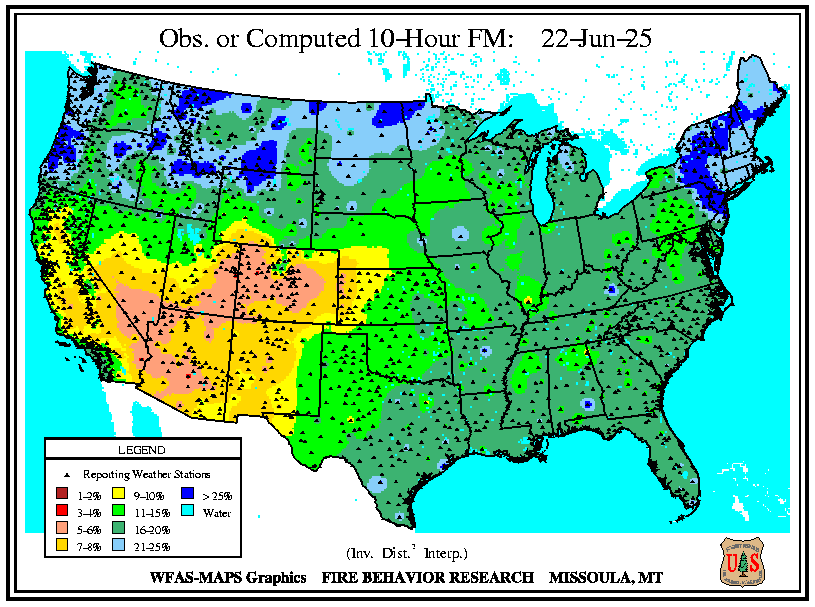 Obs. or Computed 10-Hour FM: 22-Jun-25
LEGEND
Reporting Weather Stations
1-2% 9-10% > 25%
3-4% 11-15% Water
5-6% 16-20%
7-8% 21-25%
(Inv. Dist.² Interp.)
WFAS-MAPS Graphics FIRE BEHAVIOR RESEARCH MISSOULA, MT
U S